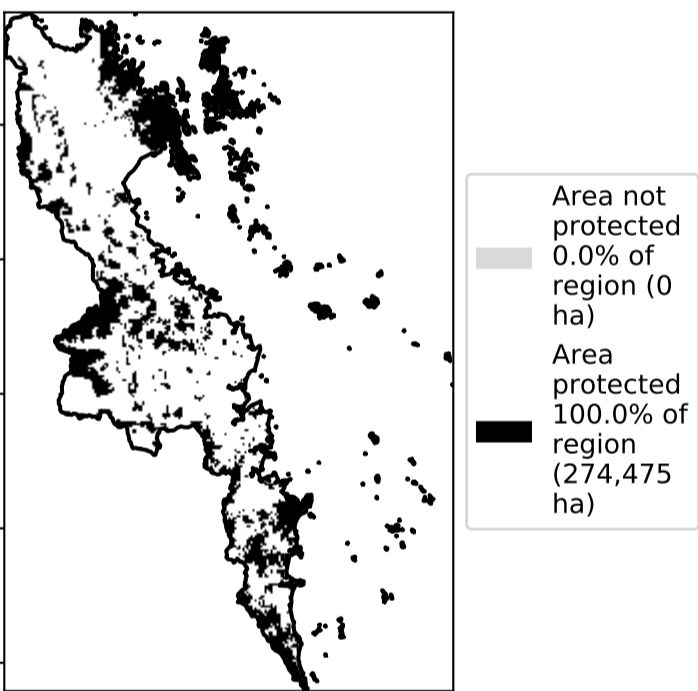 Area not
protected
0.0% of
region (0
ha)
Area
protected
100.0% of
region
(274,475
ha)